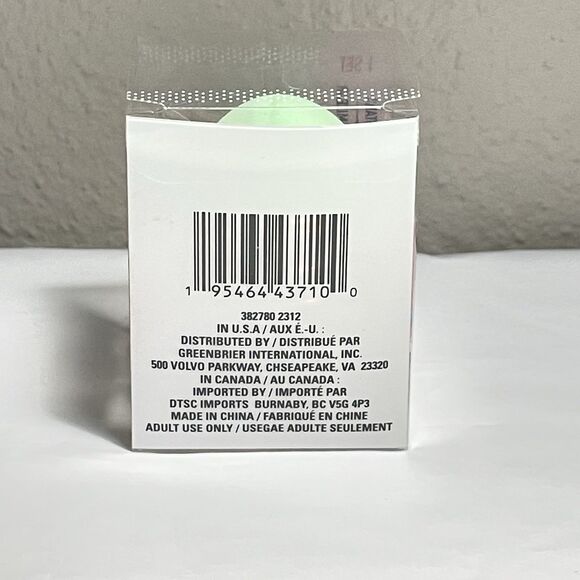 1 SET
1 95464 43710 0
382780 2312
IN U.S.A / AUX É.-U. :
DISTRIBUTED BY / DISTRIBUÉ PAR
GREENBRIER INTERNATIONAL, INC.
500 VOLVO PARKWAY, CHSEAPEAKE, VA 23320
IN CANADA / AU CANADA :
IMPORTED BY / IMPORTÉ PAR
DTSC IMPORTS BURNABY, BC V5G 4P3
MADE IN CHINA / FABRIQUÉ EN CHINE
ADULT USE ONLY / USEGAE ADULTE SEULEMENT